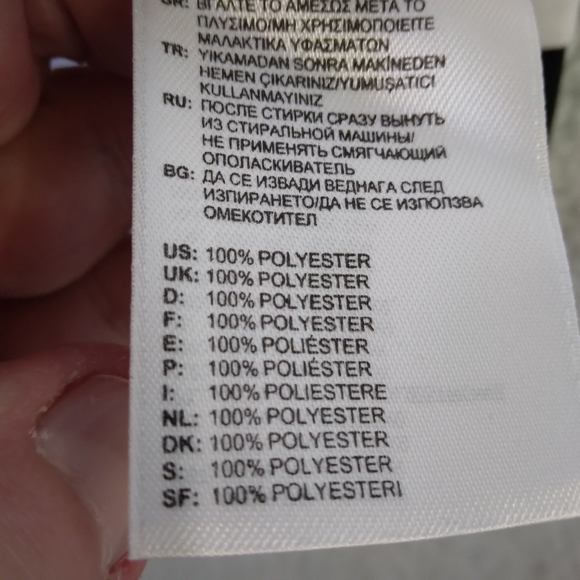 GR: ΒΓΑΛΤΕ ΤΟ ΑΜΕΣΩΣ ΜΕΤΑ ΤΟ
ΠΛΥΣΙΜΟ/ΜΗ ΧΡΗΣΙΜΟΠΟΙΕΙΤΕ
ΜΑΛΑΚΤΙΚΑ ΥΦΑΣΜΑΤΩΝ
TR: YIKAMADAN SONRA MAKİNEDEN
HEMEN ÇIKARINIZ/YUMUŞATICI
KULLANMAYINIZ
RU: ПОСЛЕ СТИРКИ СРАЗУ ВЫНУТЬ
ИЗ СТИРАЛЬНОЙ МАШИНЫ/
НЕ ПРИМЕНЯТЬ СМЯГЧАЮЩИЙ
ОПОЛАСКИВАТЕЛЬ
BG: ДА СЕ ИЗВАДИ ВЕДНАГА СЛЕД
ИЗПИРАНЕТО/ДА НЕ СЕ ИЗПОЛЗВА
ОМЕКОТИТЕЛ
US: 100% POLYESTER
UK: 100% POLYESTER
D: 100% POLYESTER
F: 100% POLYESTER
E: 100% POLIÉSTER
P: 100% POLIÉSTER
I: 100% POLIESTERE
NL: 100% POLYESTER
DK: 100% POLYESTER
S: 100% POLYESTER
SF: 100% POLYESTERI